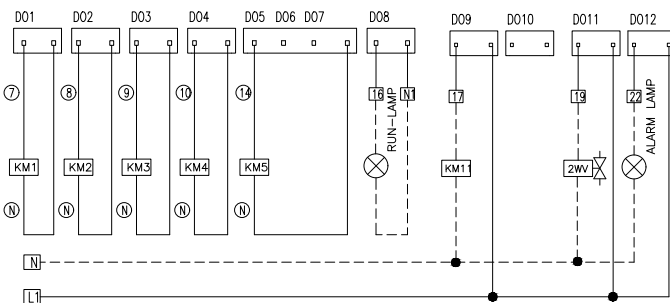 DO1 DO2 DO3 DO4 DO5 DO6 DO7 DO8 DO9 DO10 DO11 DO12
7 8 9 10 14 16 N1 17 19 22
RUN-LAMP
ALARM LAMP
KM1 KM2 KM3 KM4 KM5 KM11 2WV
N N N N N
N
L1